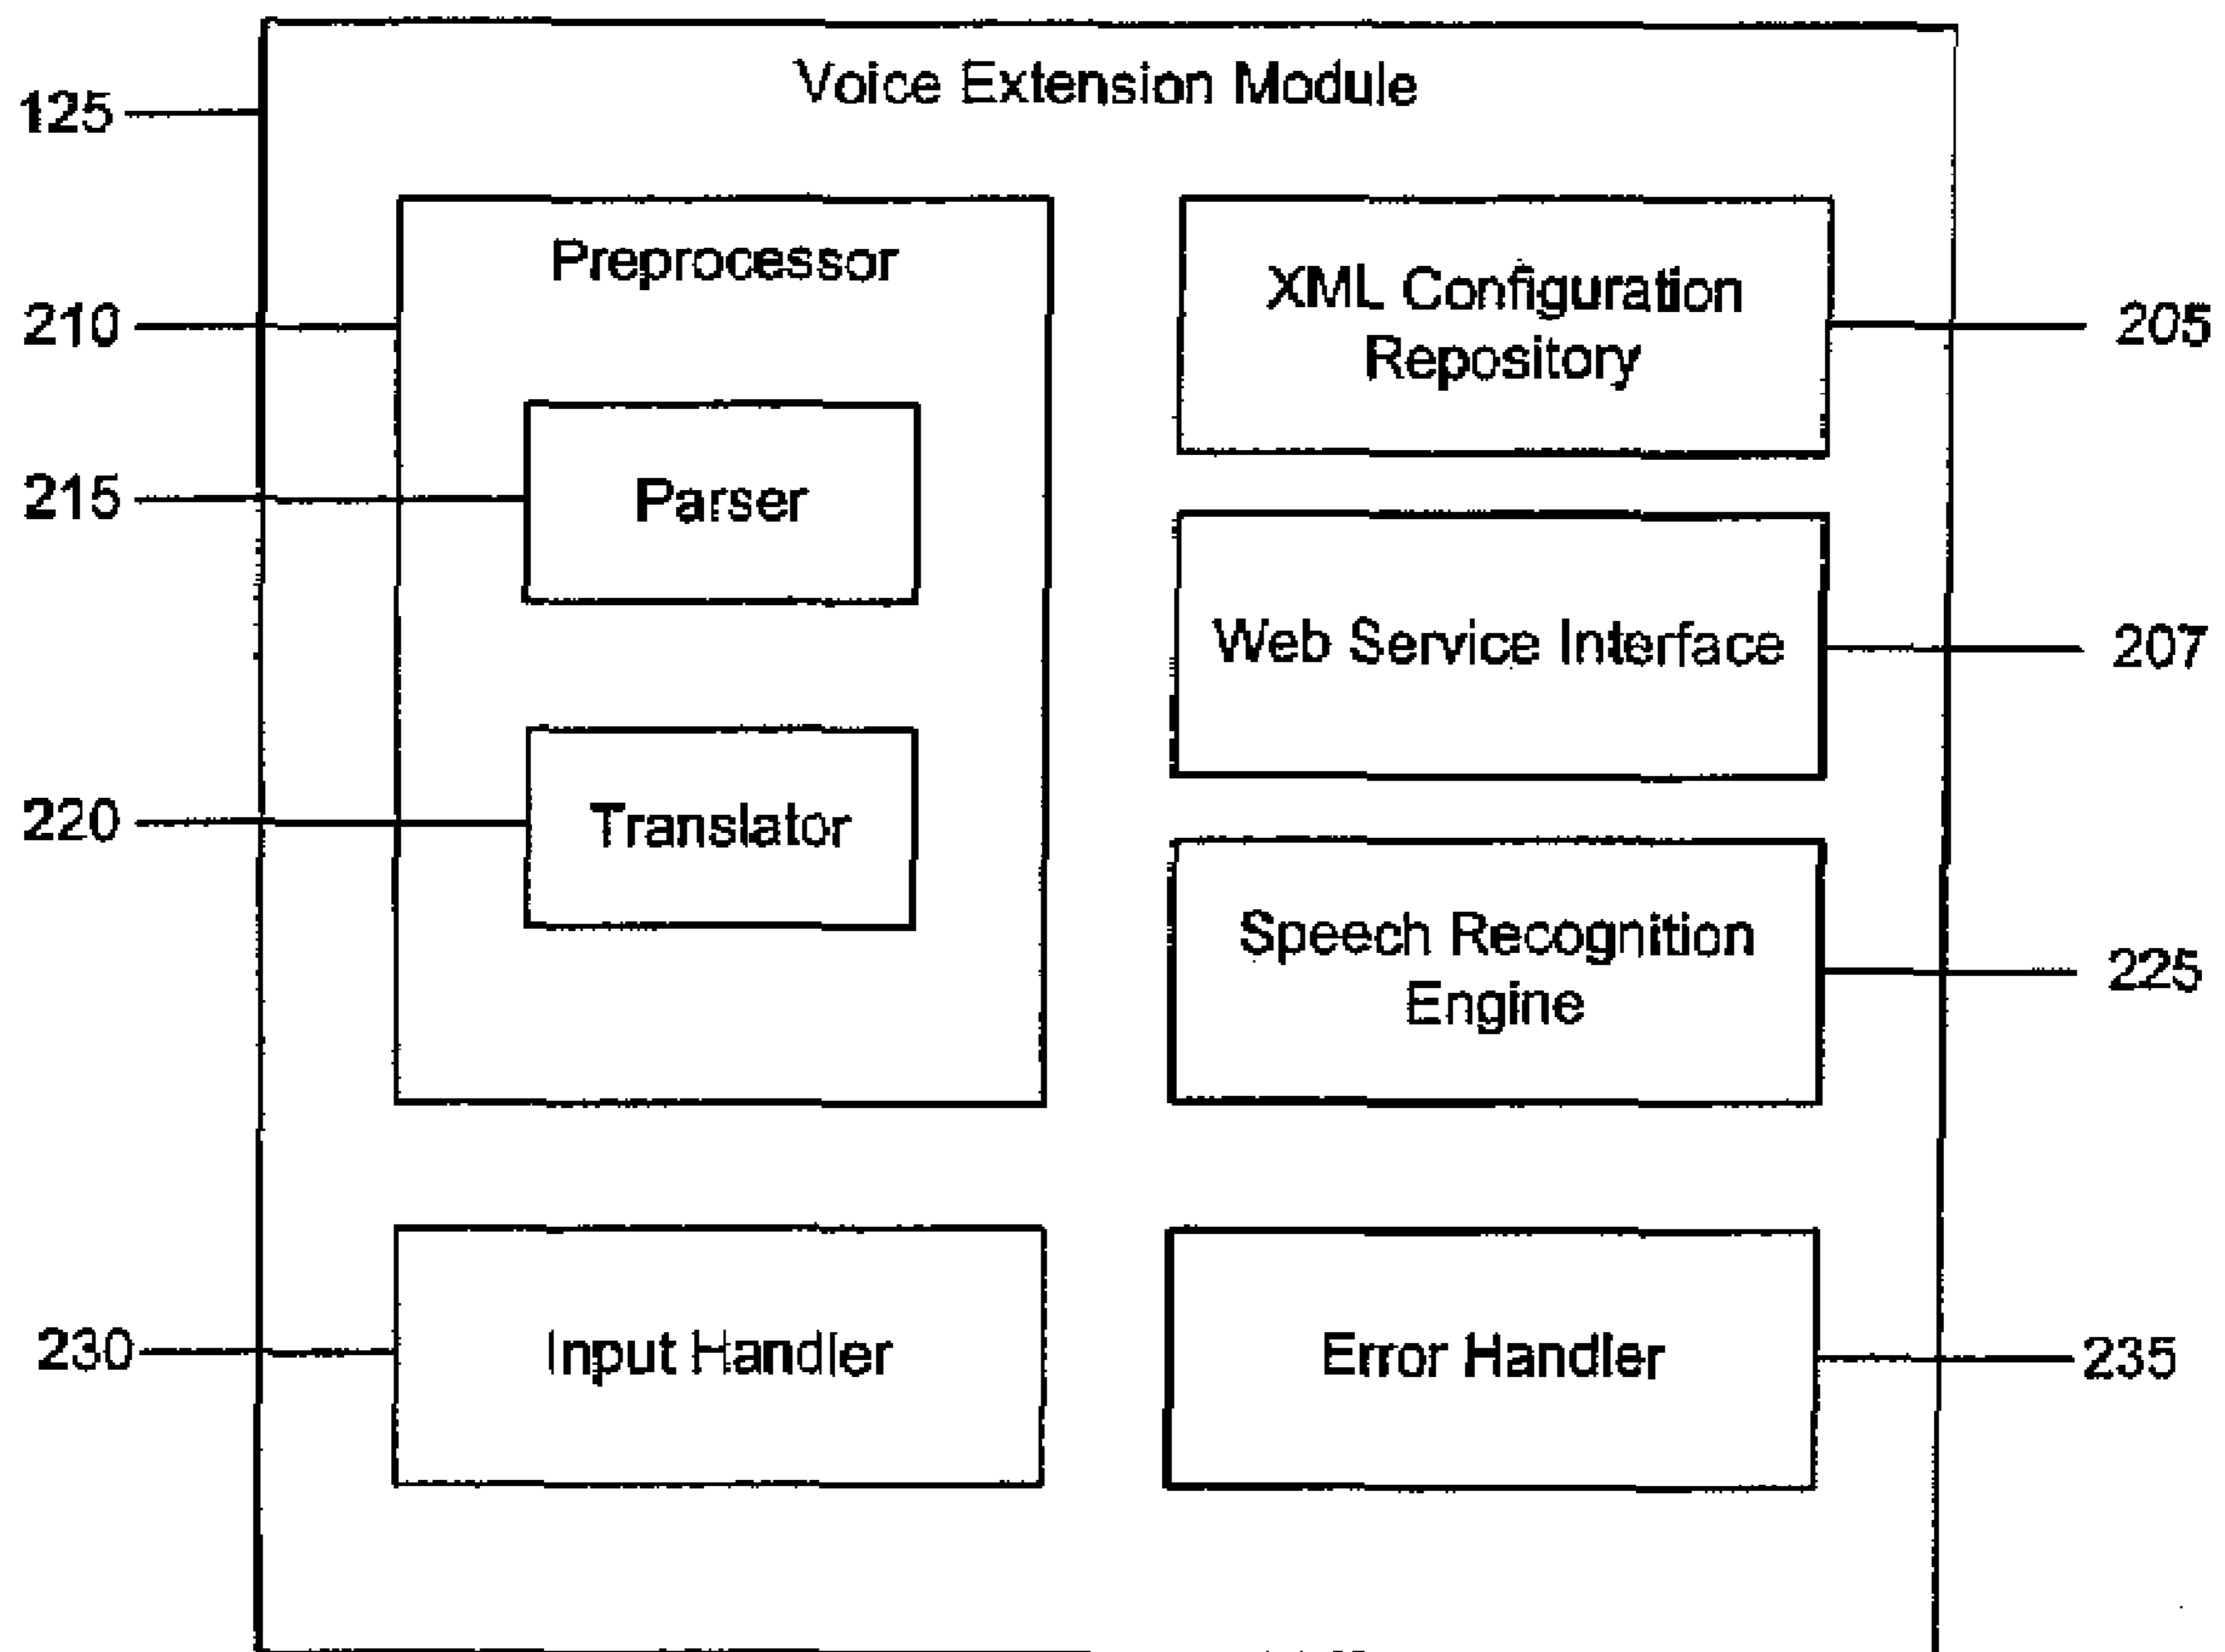 Voice Extension Module
125
Preprocessor
XML Configuration
Repository
210
205
215
Parser
Web Service Interface
207
220
Translator
Speech Recognition
Engine
225
230
Input Handler
Error Handler
235